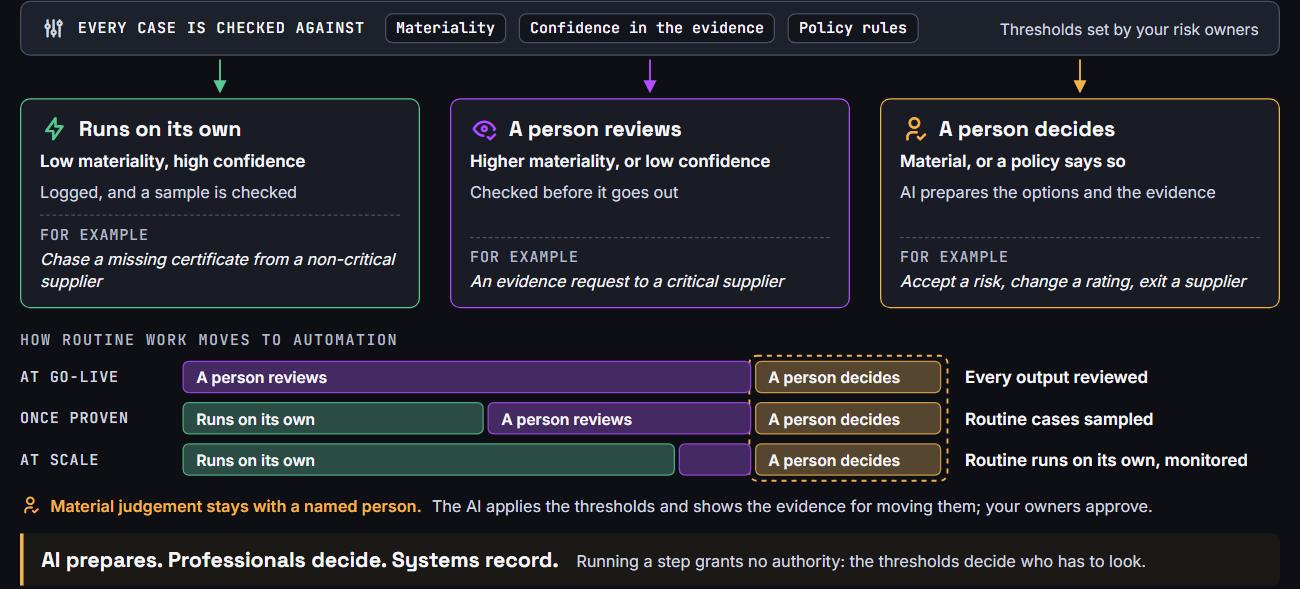 EVERY CASE IS CHECKED AGAINST Materiality Confidence in the evidence Policy rules Thresholds set by your risk owners
Runs on its own
Low materiality, high confidence
Logged, and a sample is checked
FOR EXAMPLE
Chase a missing certificate from a non-critical
supplier
A person reviews
Higher materiality, or low confidence
Checked before it goes out
FOR EXAMPLE
An evidence request to a critical supplier
A person decides
Material, or a policy says so
AI prepares the options and the evidence
FOR EXAMPLE
Accept a risk, change a rating, exit a supplier
HOW ROUTINE WORK MOVES TO AUTOMATION
AT GO-LIVE A person reviews A person decides Every output reviewed
ONCE PROVEN Runs on its own A person reviews A person decides Routine cases sampled
AT SCALE Runs on its own A person decides Routine runs on its own, monitored
Material judgement stays with a named person. The AI applies the thresholds and shows the evidence for moving them; your owners approve.
AI prepares. Professionals decide. Systems record. Running a step grants no authority: the thresholds decide who has to look.